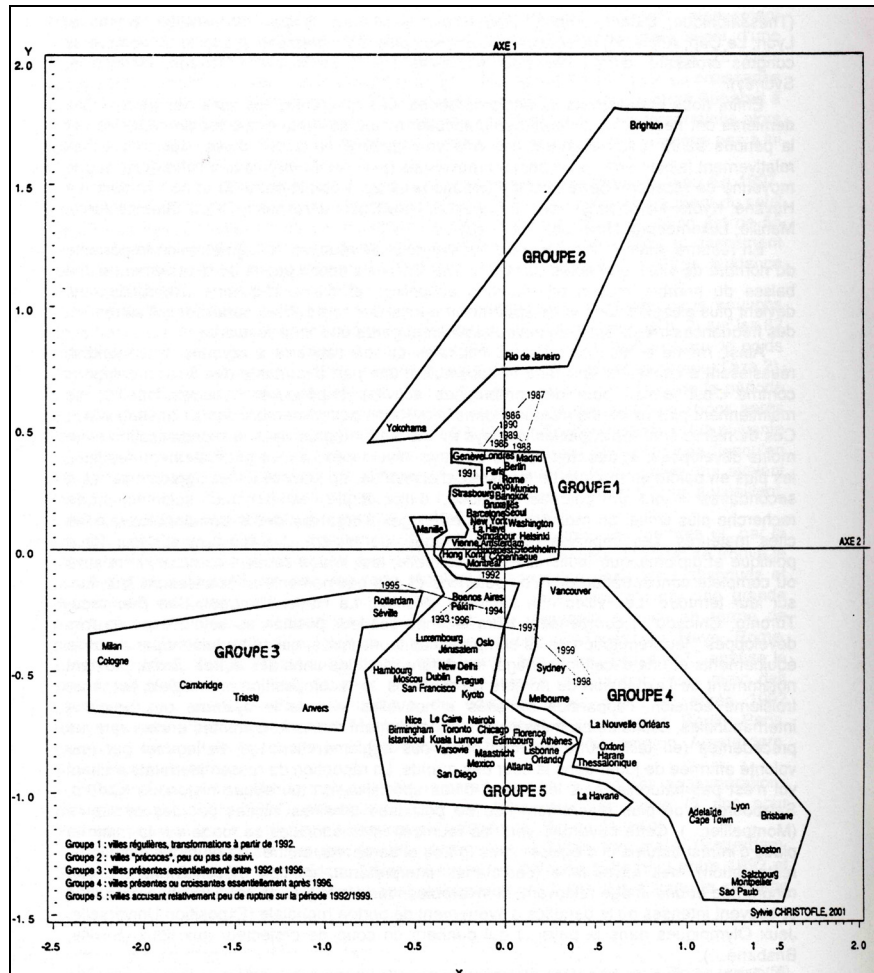 Y AXE 1
2.0
Brighton
1.5
GROUPE 2
1.0
Rio de Janeiro
1987
1986
1990
Yokohama
0.5
1989
1985 1988
Genève Londres Madrid
1991 Paris Berlin
Rome
Tokyo Munich
GROUPE 1
Strasbourg Bangkok
Bruxelles
Barcelone Séoul
New York Washington
Manille La Haye
Singapour Helsinki
Vienne Amsterdam
0.0 AXE 2
Hong Kong Budapest Stockholm
Copenhague
Montréal
1992
1995
Vancouver
Rotterdam
Buenos Aires
Pékin 1994
Séville
1993 1996
1997
Milan
GROUPE 3
Luxembourg Oslo
Jérusalem
1999
Cologne
New Delhi
Sydney
-0.5
Hambourg
Moscou Dublin Prague
1998
Cambridge
San Francisco Kyoto
GROUPE 4
Trieste
Melbourne
Anvers
Nice Le Caire Nairobi
La Nouvelle Orléans
Birmingham Toronto Chicago Florence
Istamboul Kuala Lumpur Edimbourg Athènes
Oxford
Varsovie Maastricht Lisbonne
Harare
Mexico Orlando
Thessalonique
San Diego Atlanta
-1.0
GROUPE 5 La Havane
Lyon
Adelaïde
Cape Town
Brisbane
Groupe 1 : villes régulières, transformations à partir de 1992.
Groupe 2 : villes "précoces", peu ou pas de suivi.
Boston
Groupe 3 : villes présentes essentiellement entre 1992 et 1996.
Groupe 4 : villes présentes ou croissantes essentiellement après 1996.
Salzbourg
Groupe 5 : villes accusant relativement peu de rupture sur la période 1992/1999.
Montpellier
Sao Paulo
-1.5
Sylvie CHRISTOFLE, 2001
-2.5 -2.0 -1.5 -1.0 -0.5 0.0 0 .5 1.0 1 .5 2.0